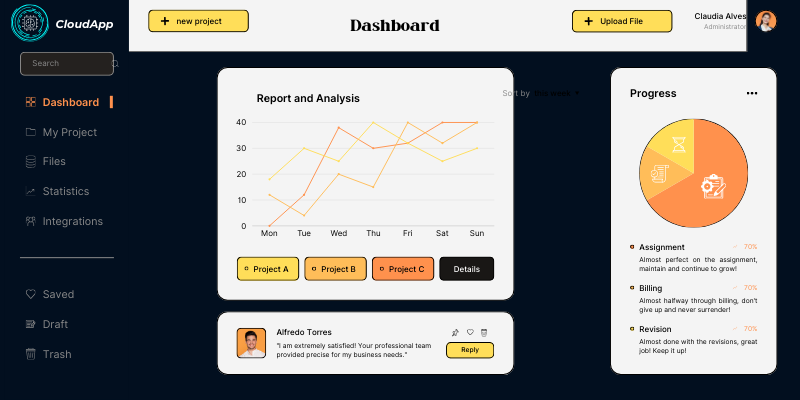 CloudApp
Search
Dashboard
My Project
Files
Statistics
Integrations
Saved
Draft
Trash
+ new project
Dashboard
+ Upload File
Claudia Alves
Administrator
Report and Analysis
Sort by this week
40
30
20
10
0
Mon Tue Wed Thu Fri Sat Sun
Project A
Project B
Project C
Details
Alfredo Torres
"I am extremely satisfied! Your professional team
provided precise for my business needs."
Reply
Progress
Assignment 70%
Almost perfect on the assignment,
maintain and continue to grow!
Billing 70%
Almost halfway through billing, don't
give up and never surrender!
Revision 70%
Almost done with the revisions, great
job! Keep it up!